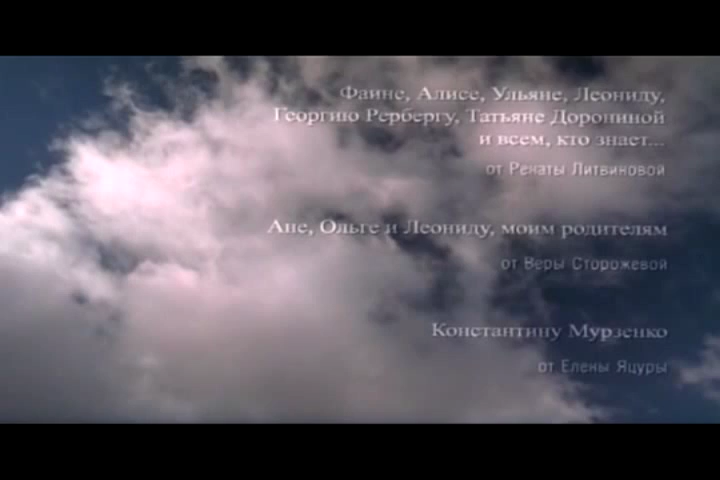 Фаине, Алисе, Ульяне, Леониду,
Георгию Рербергу, Татьяне Дорониной
и всем, кто знает...
от Ренаты Литвиновой
Ане, Ольге и Леониду, моим родителям
от Веры Сторожевой
Константину Мурзенко
от Елены Яцуры